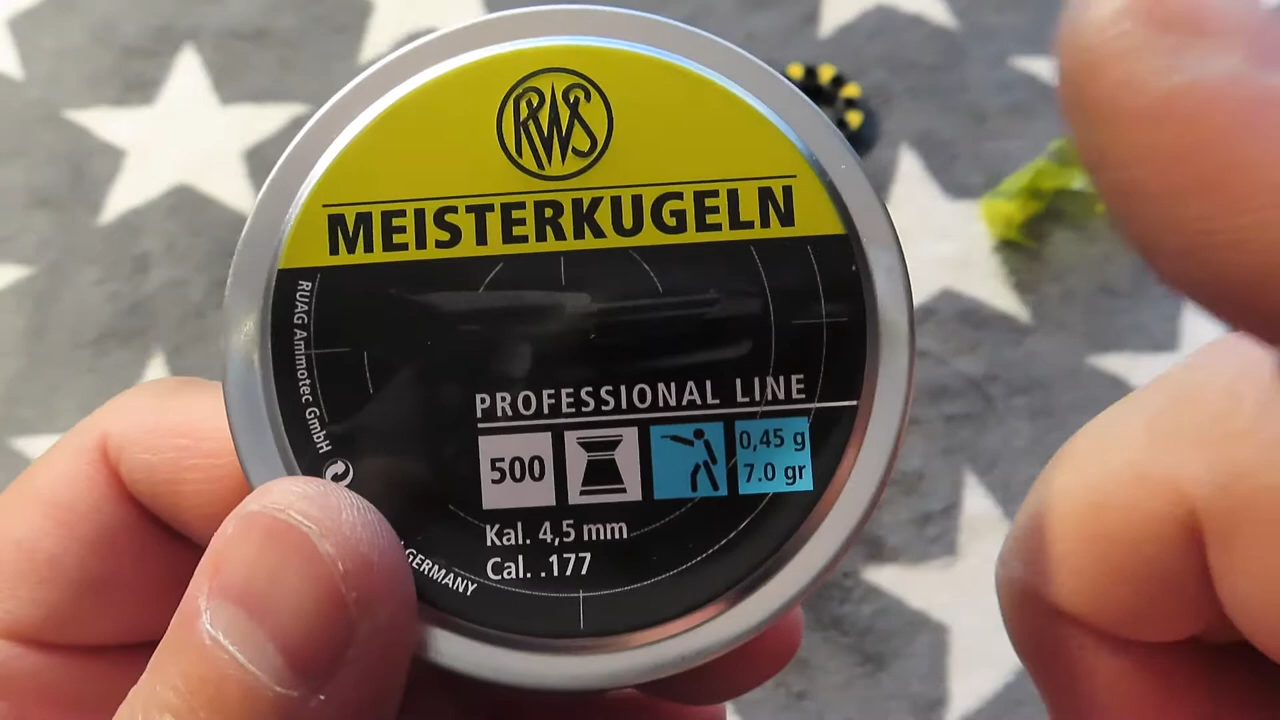 RWS
MEISTERKUGELN
RUAG Ammotec GmbH
PROFESSIONAL LINE
500
0,45 g
7.0 gr
Kal. 4,5 mm
Cal. .177
GERMANY